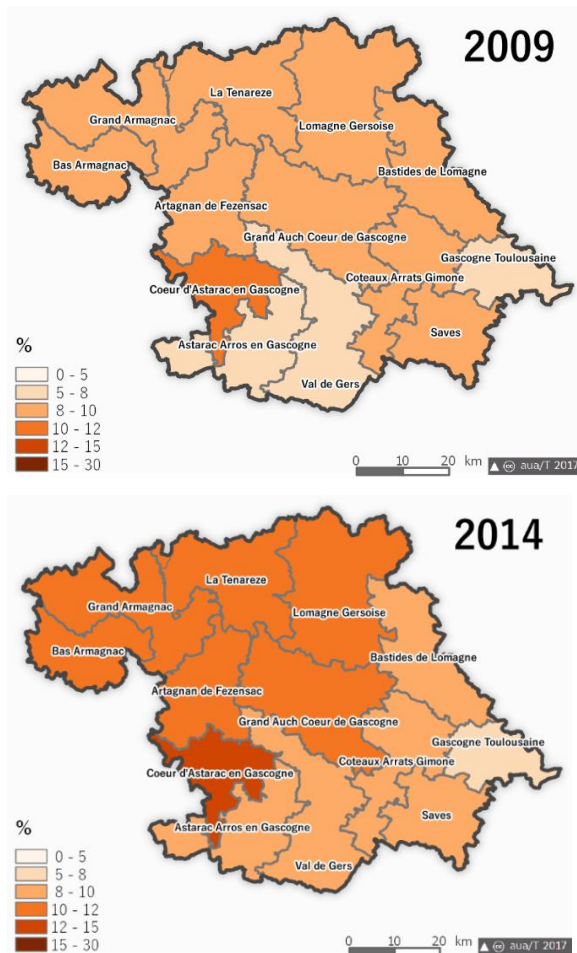 2009
La Tenareze
Grand Armagnac
Lomagne Gersoise
Bas Armagnac
Bastides de Lomagne
Artagnan de Fezensac
Grand Auch Coeur de Gascogne
Gascogne Toulousaine
Coteaux Arrats Gimone
Coeur d'Astarac en Gascogne
Saves
Astarac Arros en Gascogne
Val de Gers
%
0 - 5
5 - 8
8 - 10
10 - 12
12 - 15
15 - 30
0 10 20 km
cc aua/T 2017
2014
La Tenareze
Grand Armagnac
Lomagne Gersoise
Bas Armagnac
Bastides de Lomagne
Artagnan de Fezensac
Grand Auch Coeur de Gascogne
Gascogne Toulousaine
Coteaux Arrats Gimone
Coeur d'Astarac en Gascogne
Saves
Astarac Arros en Gascogne
Val de Gers
%
0 - 5
5 - 8
8 - 10
10 - 12
12 - 15
15 - 30
0 10 20 km
cc aua/T 2017